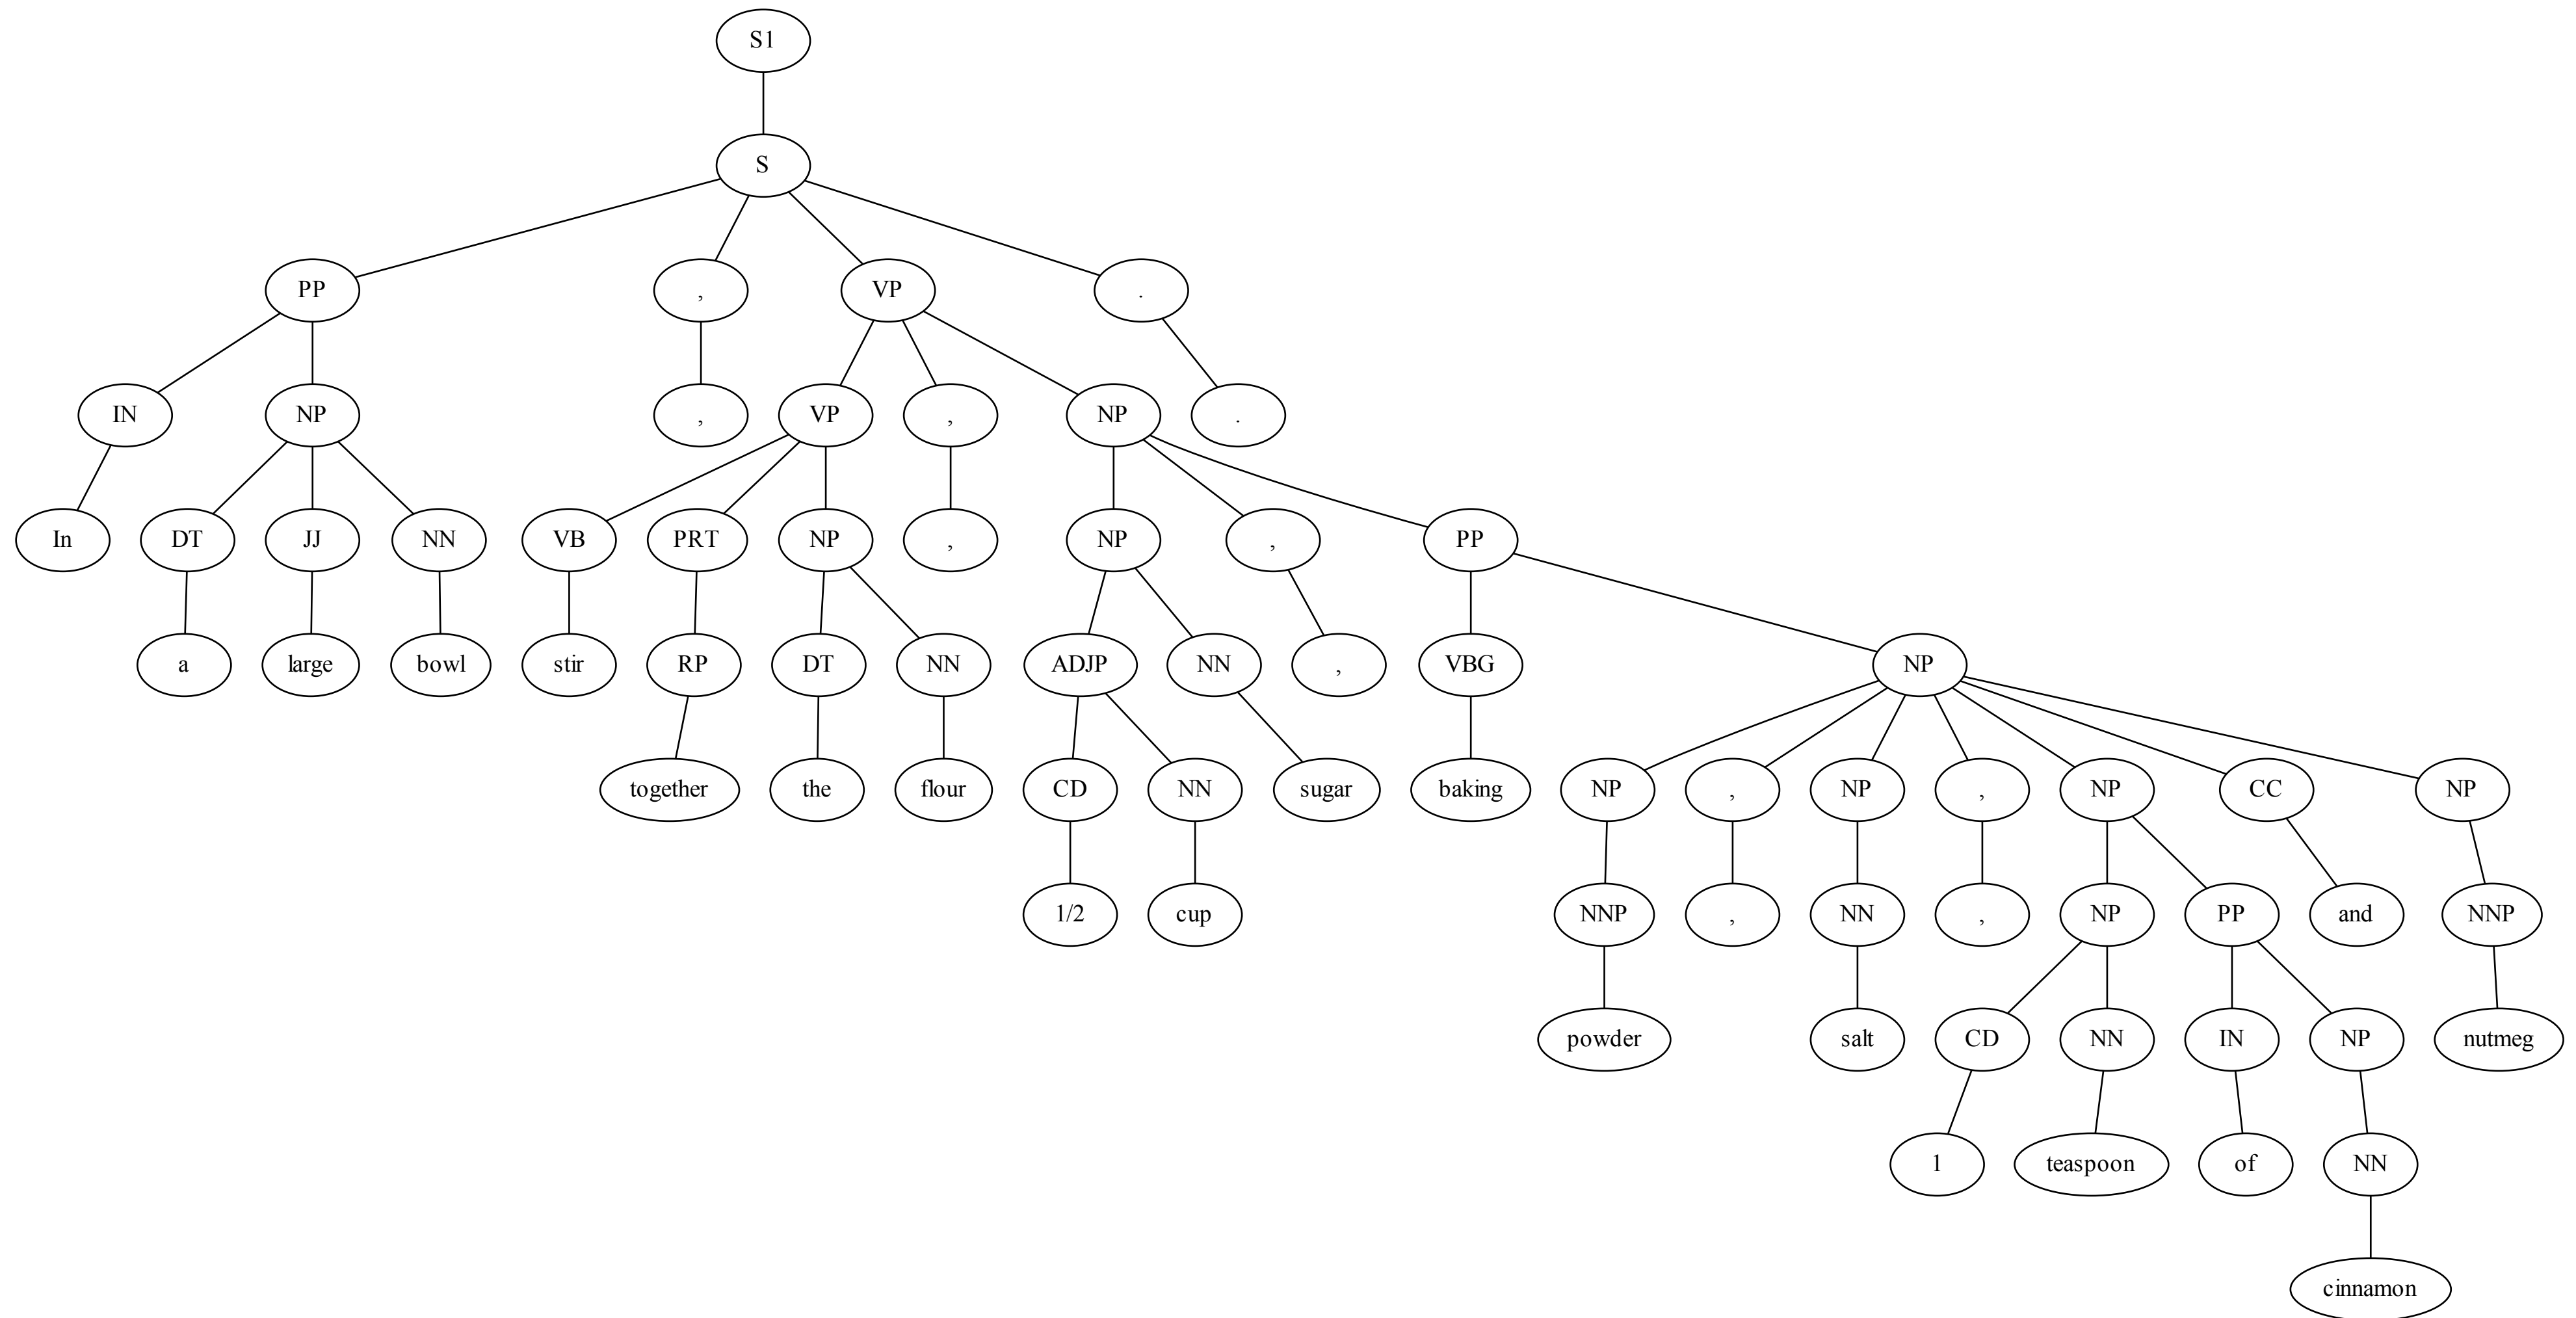 S1
S
PP , VP .
IN NP , VP , NP .
In DT JJ NN VB PRT NP , NP , PP
a large bowl stir RP DT NN ADJP NN , VBG NP
together the flour CD NN sugar baking NP , NP , NP CC NP
1/2 cup NNP , NN , NP PP and NNP
powder salt CD NN IN NP nutmeg
1 teaspoon of NN
cinnamon